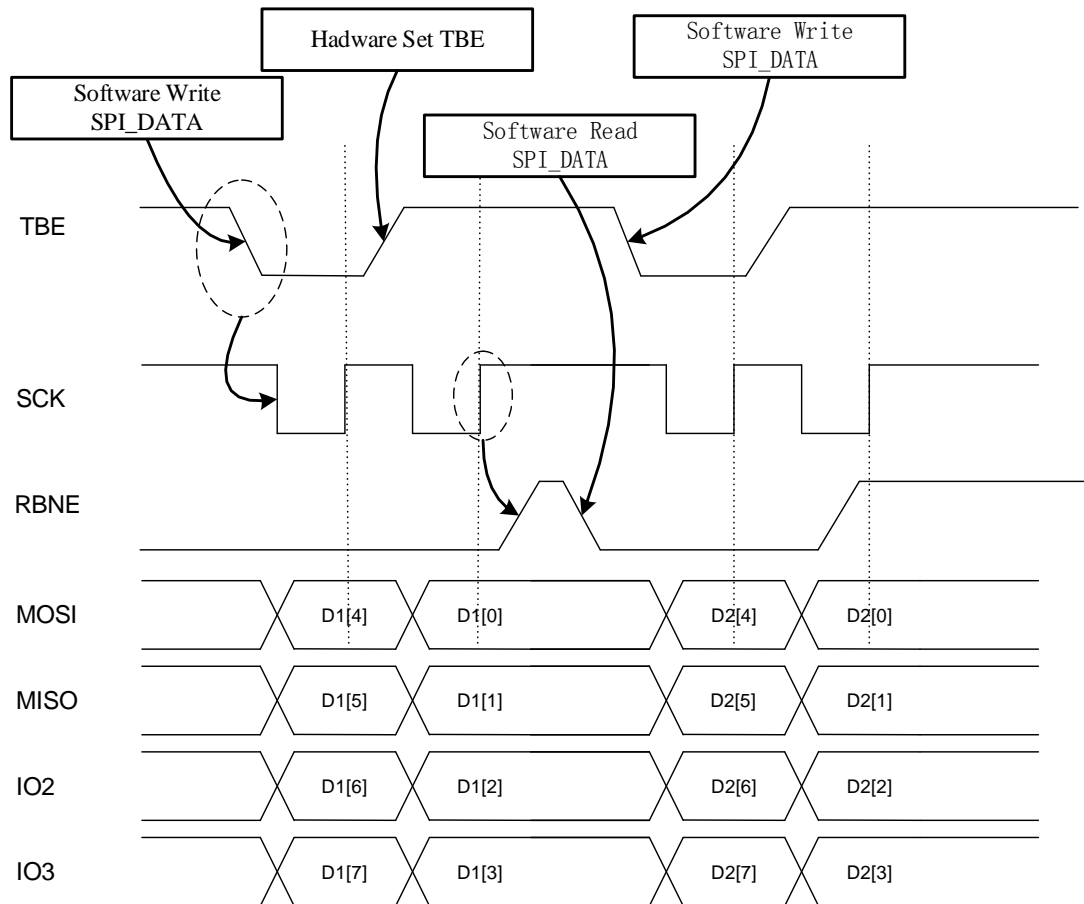 Hadware Set TBE
Software Write
SPI_DATA
Software Write
SPI_DATA
Software Read
SPI_DATA
TBE
SCK
RBNE
MOSI
D1[4]
D1[0]
D2[4]
D2[0]
MISO
D1[5]
D1[1]
D2[5]
D2[1]
IO2
D1[6]
D1[2]
D2[6]
D2[2]
IO3
D1[7]
D1[3]
D2[7]
D2[3]